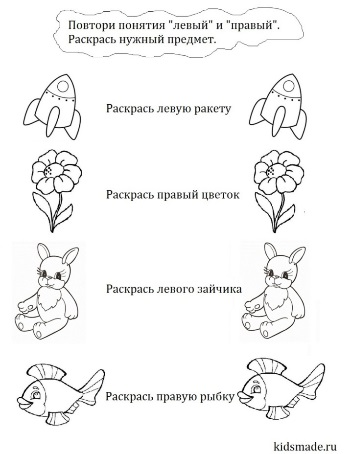 Повтори понятия "левый" и "правый".
Раскрась нужный предмет.
Раскрась левую ракету
Раскрась правый цветок
Раскрась левого зайчика
Раскрась правую рыбку
kidsmade.ru